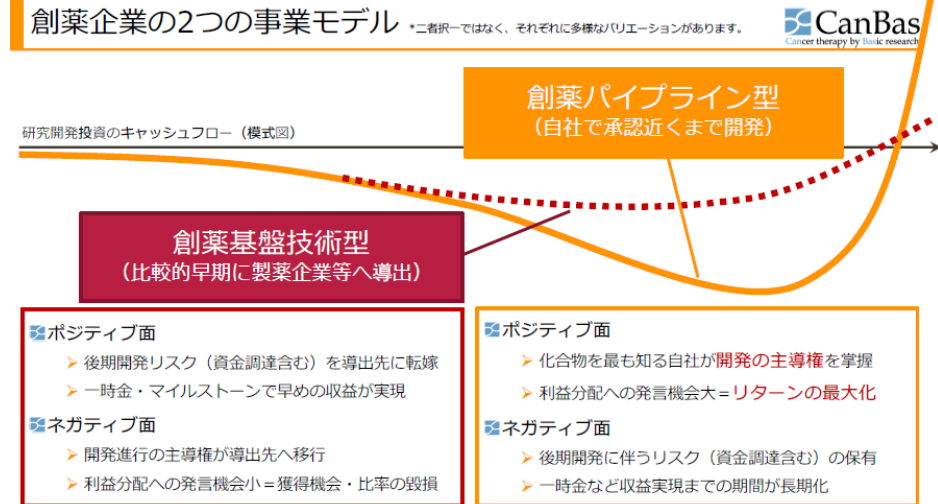 創薬企業の2つの事業モデル *二者択一ではなく、それぞれに多様なバリエーションがあります。
CanBas
Cancer therapy by Basic research
創薬パイプライン型
(自社で承認近くまで開発)
研究開発投資のキャッシュフロー(模式図)
創薬基盤技術型
(比較的早期に製薬企業等へ導出)
ポジティブ面
➢ 後期開発リスク(資金調達含む)を導出先に転嫁
➢ 一時金・マイルストーンで早めの収益が実現
ネガティブ面
➢ 開発進行の主導権が導出先へ移行
➢ 利益分配への発言機会小=獲得機会・比率の毀損
ポジティブ面
➢ 化合物を最も知る自社が開発の主導権を掌握
➢ 利益分配への発言機会大=リターンの最大化
ネガティブ面
➢ 後期開発に伴うリスク(資金調達含む)の保有
➢ 一時金など収益実現までの期間が長期化